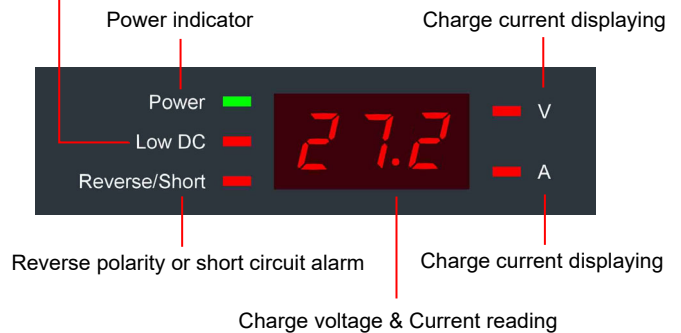 Power indicator
Charge current displaying
Power
V
Low DC
27.2
Reverse/Short
A
Reverse polarity or short circuit alarm
Charge current displaying
Charge voltage & Current reading